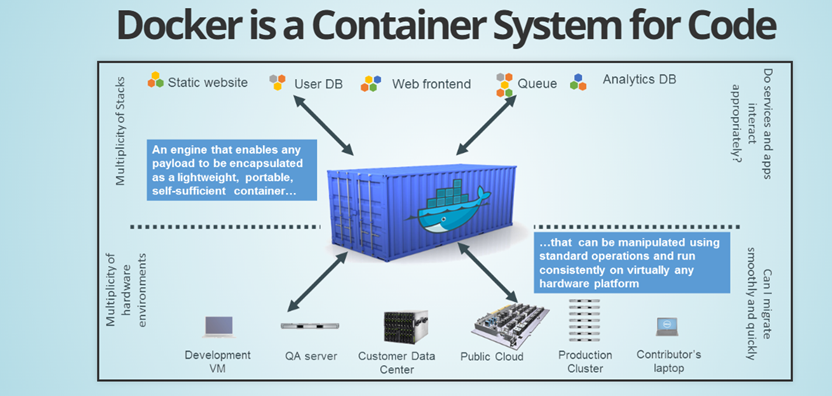 Docker is a Container System for Code
Multiplicity of Stacks
Static website
User DB
Web frontend
Queue
Analytics DB
Do services and apps
interact
appropriately?
An engine that enables any
payload to be encapsulated
as a lightweight, portable,
self-sufficient container…
…that can be manipulated using
standard operations and run
consistently on virtually any
hardware platform
Multiplicity of
hardware
environments
Can I migrate
smoothly and quickly
Development
VM
QA server
Customer Data
Center
Public Cloud
Production
Cluster
Contributor’s
laptop